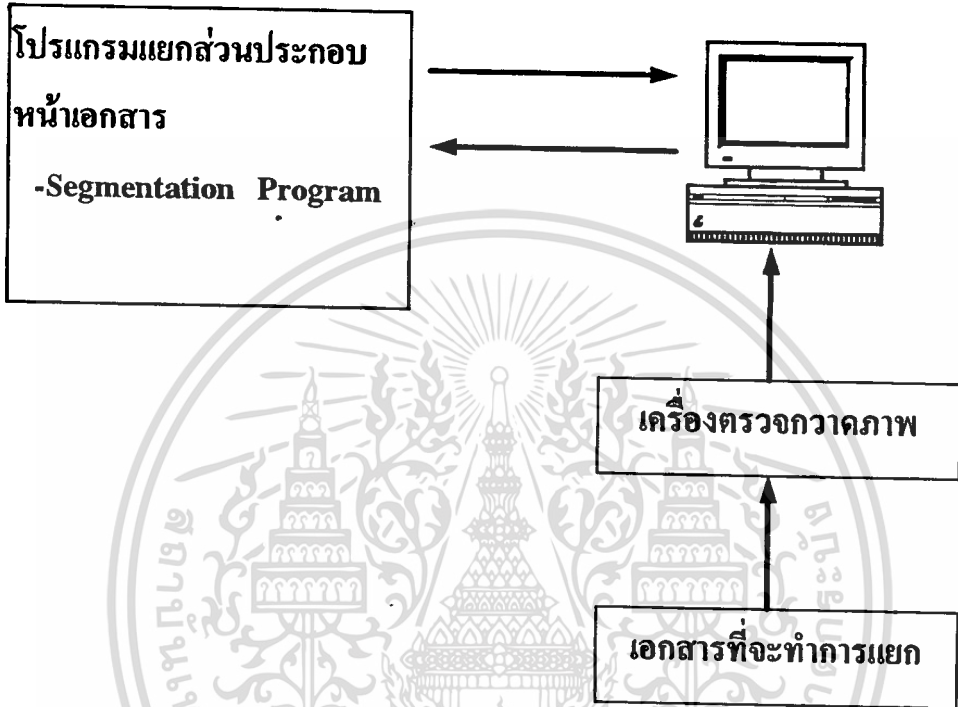 โปรแกรมแยกส่วนประกอบ
หน้าเอกสาร
-Segmentation Program
เครื่องตรวจกวาดภาพ
เอกสารที่จะทำการแยก